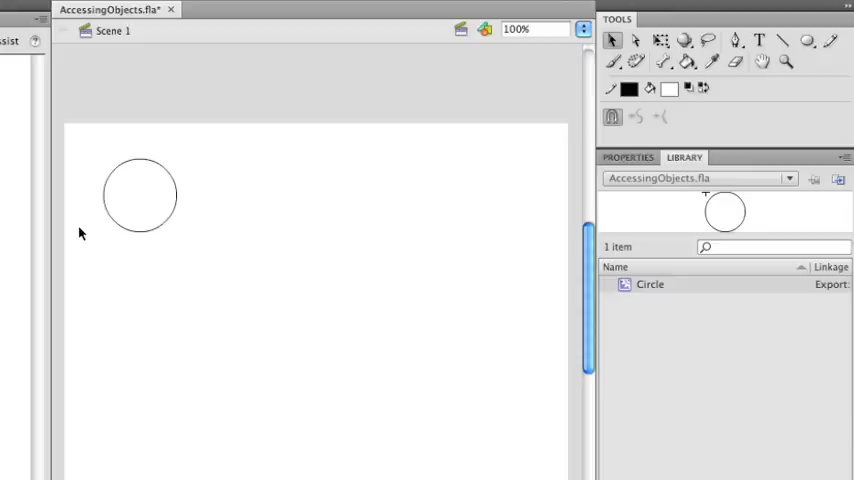 AccessingObjects.fla*
ssist
Scene 1
100%
TOOLS
T
PROPERTIES
LIBRARY
AccessingObjects.fla
1 item
Name
Linkage
Circle
Export: